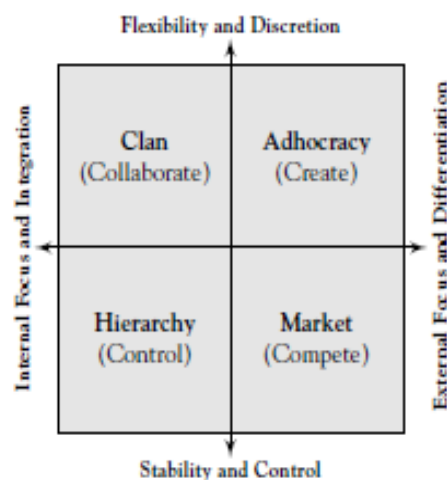 Flexibility and Discretion
Internal Focus and Integration
Clan
(Collaborate)
Adhocracy
(Create)
External Focus and Differentiation
Hierarchy
(Control)
Market
(Compete)
Stability and Control